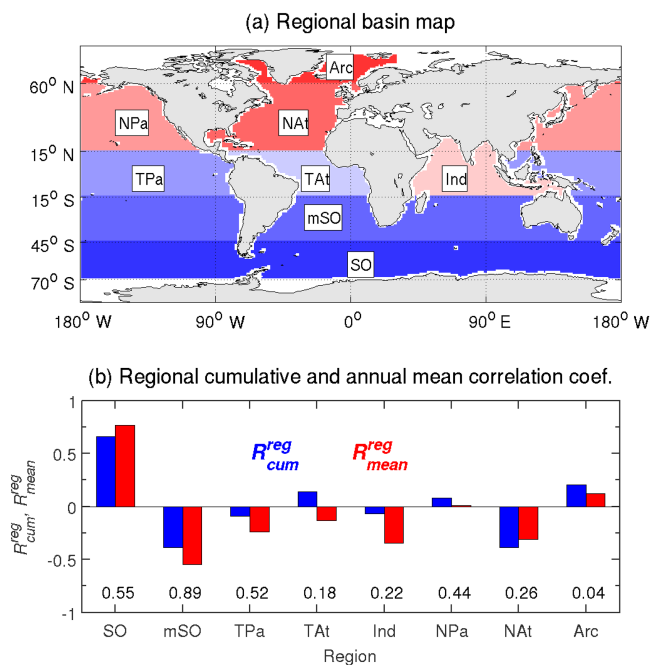 (a) Regional basin map
Arc
60° N
NPa
NAt
15° N
TPa
TAt
Ind
15° S
mSO
45° S
SO
70° S
180° W
90° W
0°
90° E
180° W
(b) Regional cumulative and annual mean correlation coef.
1
0.5
0
-0.5
-1
R^reg_cum, R^reg_mean
R^reg_cum
R^reg_mean
0.55 0.89 0.52 0.18 0.22 0.44 0.26 0.04
SO mSO TPa TAt Ind NPa NAt Arc
Region